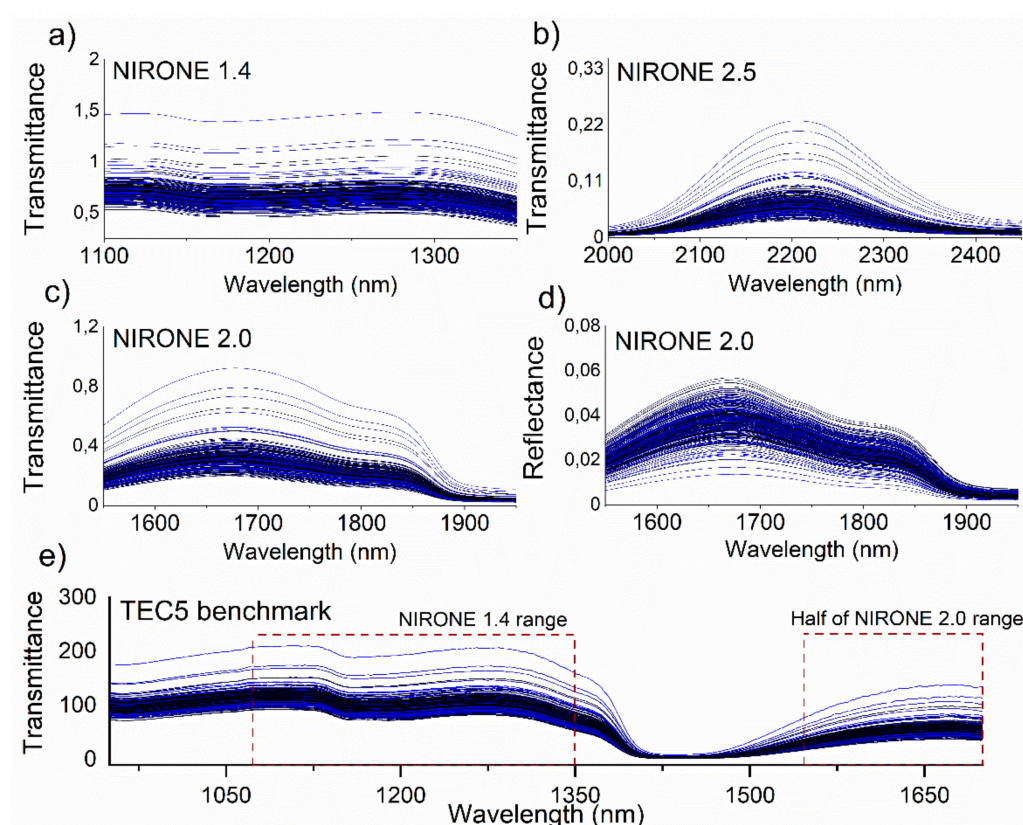 a)
NIRONE 1.4
Transmittance
2
1,5
1
0,5
1100
1200
1300
Wavelength (nm)
b)
NIRONE 2.5
Transmittance
0,33
0,22
0,11
0
2000
2100
2200
2300
2400
Wavelength (nm)
c)
NIRONE 2.0
Transmittance
1,2
0,8
0,4
0
1600
1700
1800
1900
Wavelength (nm)
d)
NIRONE 2.0
Reflectance
0,08
0,06
0,04
0,02
0
1600
1700
1800
1900
Wavelength (nm)
e)
TEC5 benchmark
NIRONE 1.4 range
Half of NIRONE 2.0 range
Transmittance
300
200
100
0
1050
1200
1350
1500
1650
Wavelength (nm)